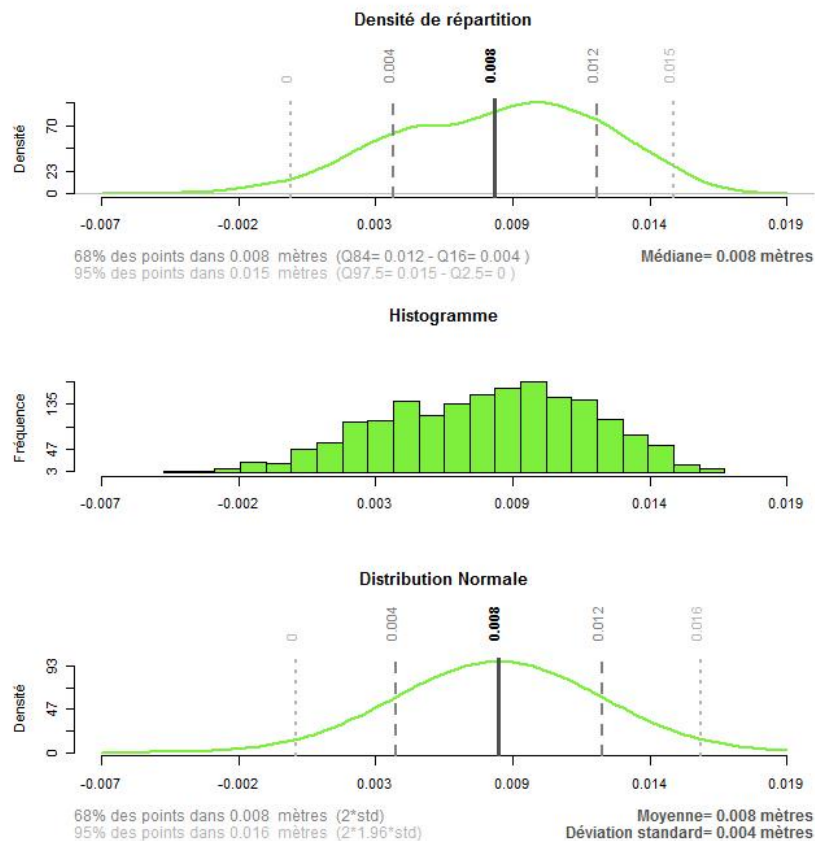 Densité de répartition
0 0.004 0.008 0.012 0.015
Densité
70
23
0
-0.007 -0.002 0.003 0.009 0.014 0.019
68% des points dans 0.008 mètres (Q84= 0.012 - Q16= 0.004 ) Médiane= 0.008 mètres
95% des points dans 0.015 mètres (Q97.5= 0.015 - Q2.5= 0 )
Histogramme
Fréquence
135
47
3
-0.007 -0.002 0.003 0.009 0.014 0.019
Distribution Normale
0 0.004 0.008 0.012 0.016
Densité
93
47
0
-0.007 -0.002 0.003 0.009 0.014 0.019
68% des points dans 0.008 mètres (2*std) Moyenne= 0.008 mètres
95% des points dans 0.016 mètres (2*1.96*std) Déviation standard= 0.004 mètres